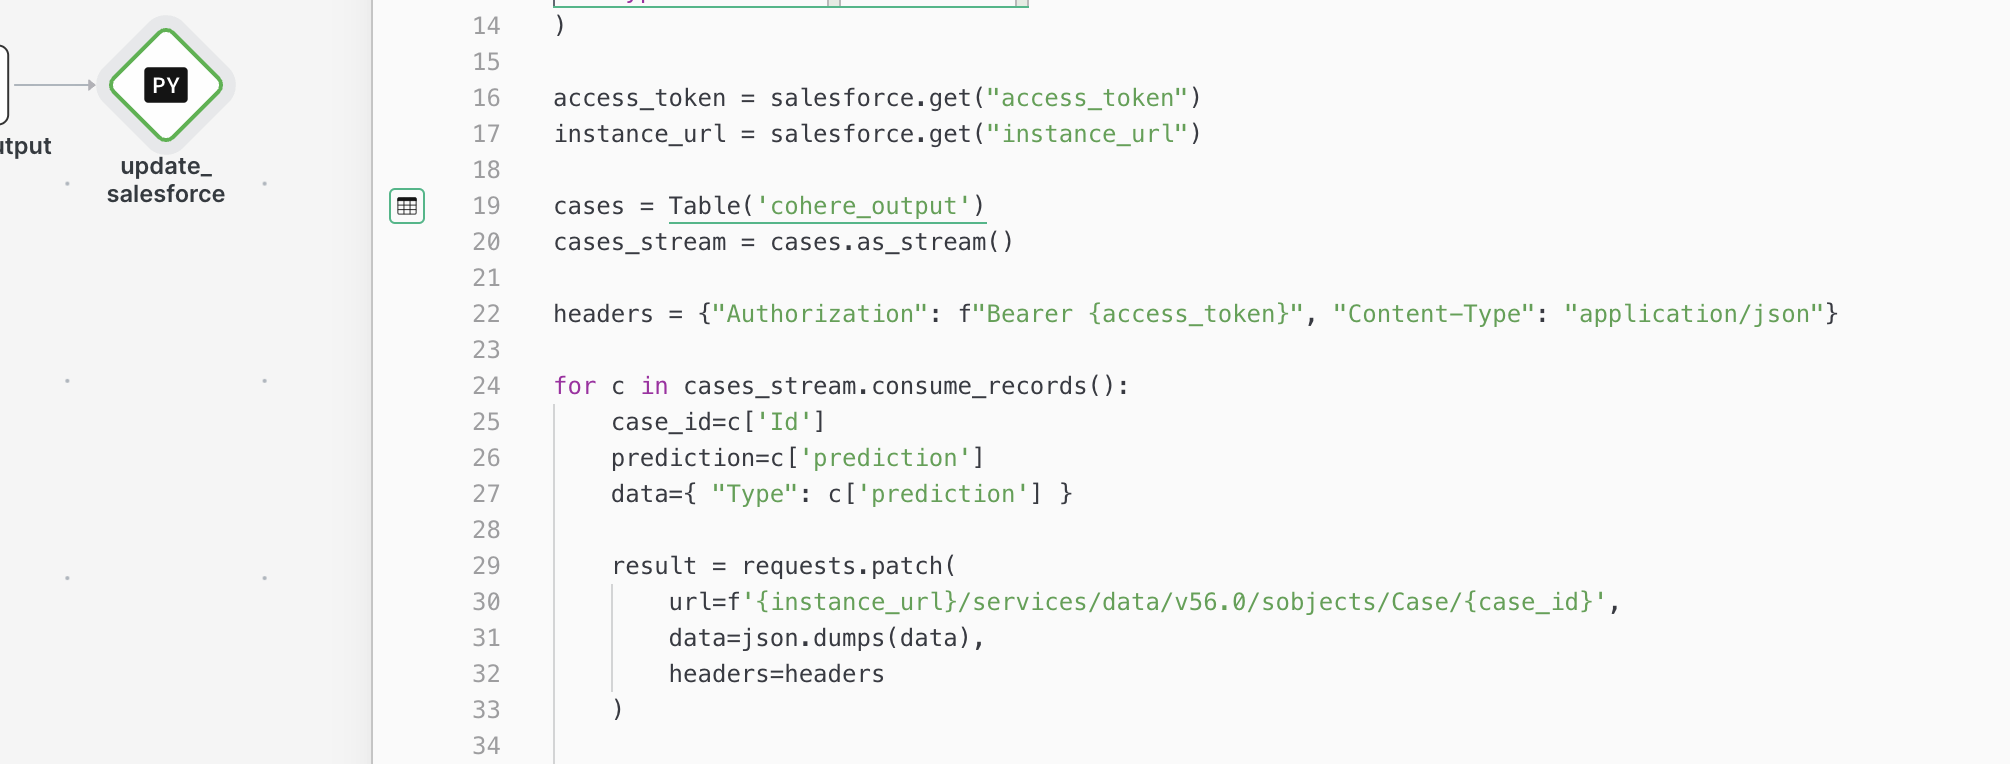 PY
utput
update_
salesforce
14 )
15
16 access_token = salesforce.get("access_token")
17 instance_url = salesforce.get("instance_url")
18
19 cases = Table('cohere_output')
20 cases_stream = cases.as_stream()
21
22 headers = {"Authorization": f"Bearer {access_token}", "Content-Type": "application/json"}
23
24 for c in cases_stream.consume_records():
25     case_id=c['Id']
26     prediction=c['prediction']
27     data={ "Type": c['prediction'] }
28
29     result = requests.patch(
30         url=f'{instance_url}/services/data/v56.0/sobjects/Case/{case_id}',
31         data=json.dumps(data),
32         headers=headers
33     )
34